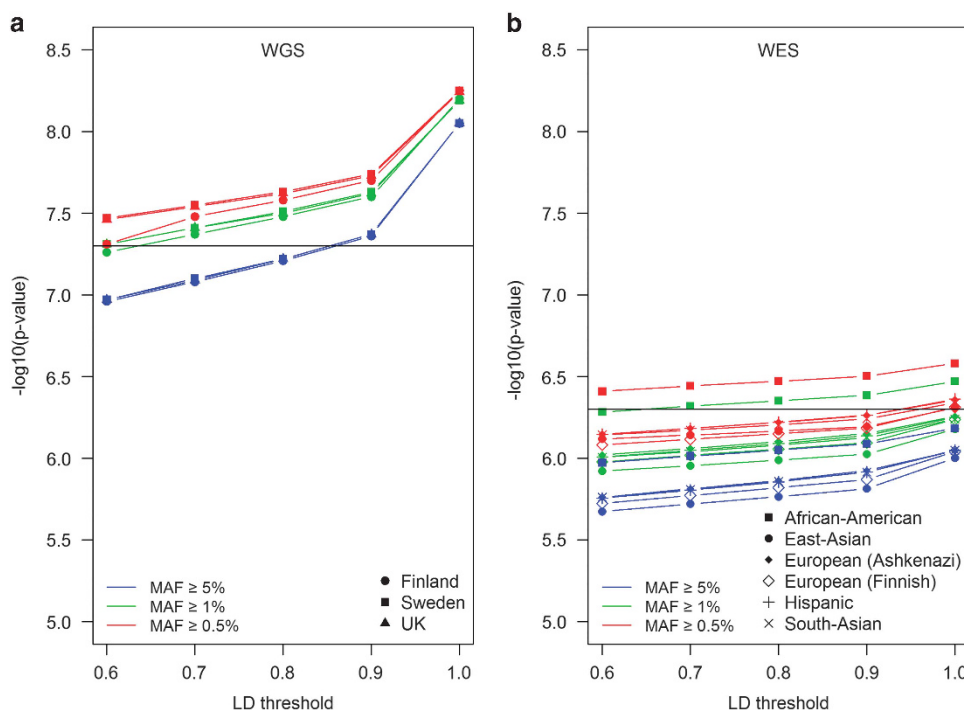 a
WGS
8.5
8.0
7.5
7.0
6.5
6.0
5.5
5.0
-log10(p-value)
MAF ≥ 5%
MAF ≥ 1%
MAF ≥ 0.5%
Finland
Sweden
UK
0.6 0.7 0.8 0.9 1.0
LD threshold
b
WES
8.5
8.0
7.5
7.0
6.5
6.0
5.5
5.0
-log10(p-value)
MAF ≥ 5%
MAF ≥ 1%
MAF ≥ 0.5%
African-American
East-Asian
European (Ashkenazi)
European (Finnish)
Hispanic
South-Asian
0.6 0.7 0.8 0.9 1.0
LD threshold